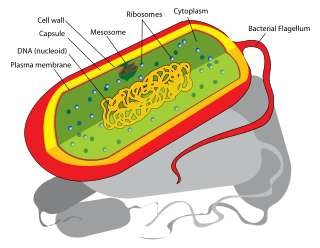 Cell wall
Capsule
DNA (nucleoid)
Plasma membrane
Mesosome
Ribosomes
Cytoplasm
Bacterial Flagellum